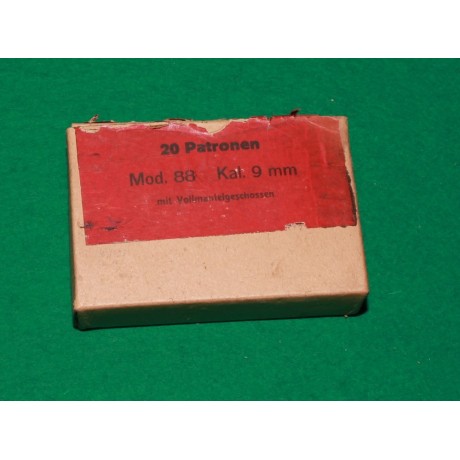 20 Patronen
Mod. 88 Kal. 9 mm
mit Vollmantelgeschossen